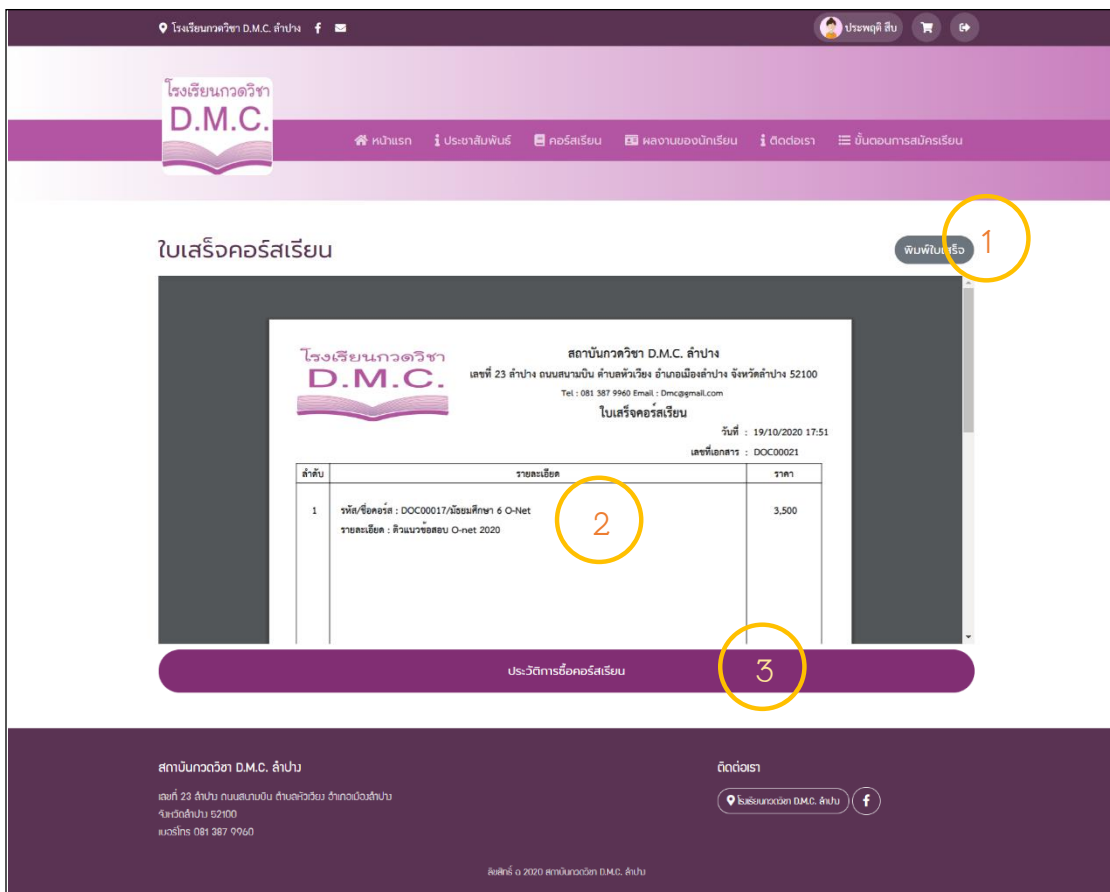 โรงเรียนกวดวิชา D.M.C. ลำปาง
ประพฤติ สืบ
โรงเรียนกวดวิชา
D.M.C.
หน้าแรก ประชาสัมพันธ์ คอร์สเรียน ผลงานของนักเรียน ติดต่อเรา ขั้นตอนการสมัครเรียน
ใบเสร็จคอร์สเรียน
พิมพ์ใบเสร็จ 1
โรงเรียนกวดวิชา
D.M.C.
สถาบันกวดวิชา D.M.C. ลำปาง
เลขที่ 23 ลำปาง ถนนสนามบิน ตำบลหัวเวียง อำเภอเมืองลำปาง จังหวัดลำปาง 52100
Tel : 081 387 9960 Email : Dmc@gmail.com
ใบเสร็จคอร์สเรียน
วันที่ : 19/10/2020 17:51
เลขที่เอกสาร : DOC00021
ลำดับ รายละเอียด ราคา
1 รหัส/ชื่อคอร์ส : DOC00017/มัธยมศึกษา 6 O-Net 3,500
รายละเอียด : ติวแนวข้อสอบ O-net 2020
2
ประวัติการซื้อคอร์สเรียน 3
สถาบันกวดวิชา D.M.C. ลำปาง
เลขที่ 23 ลำปาง ถนนสนามบิน ตำบลหัวเวียง อำเภอเมืองลำปาง
จังหวัดลำปาง 52100
เบอร์โทร 081 387 9960
ติดต่อเรา
โรงเรียนกวดวิชา D.M.C. ลำปาง
ลิขสิทธิ์ © 2020 สถาบันกวดวิชา D.M.C. ลำปาง